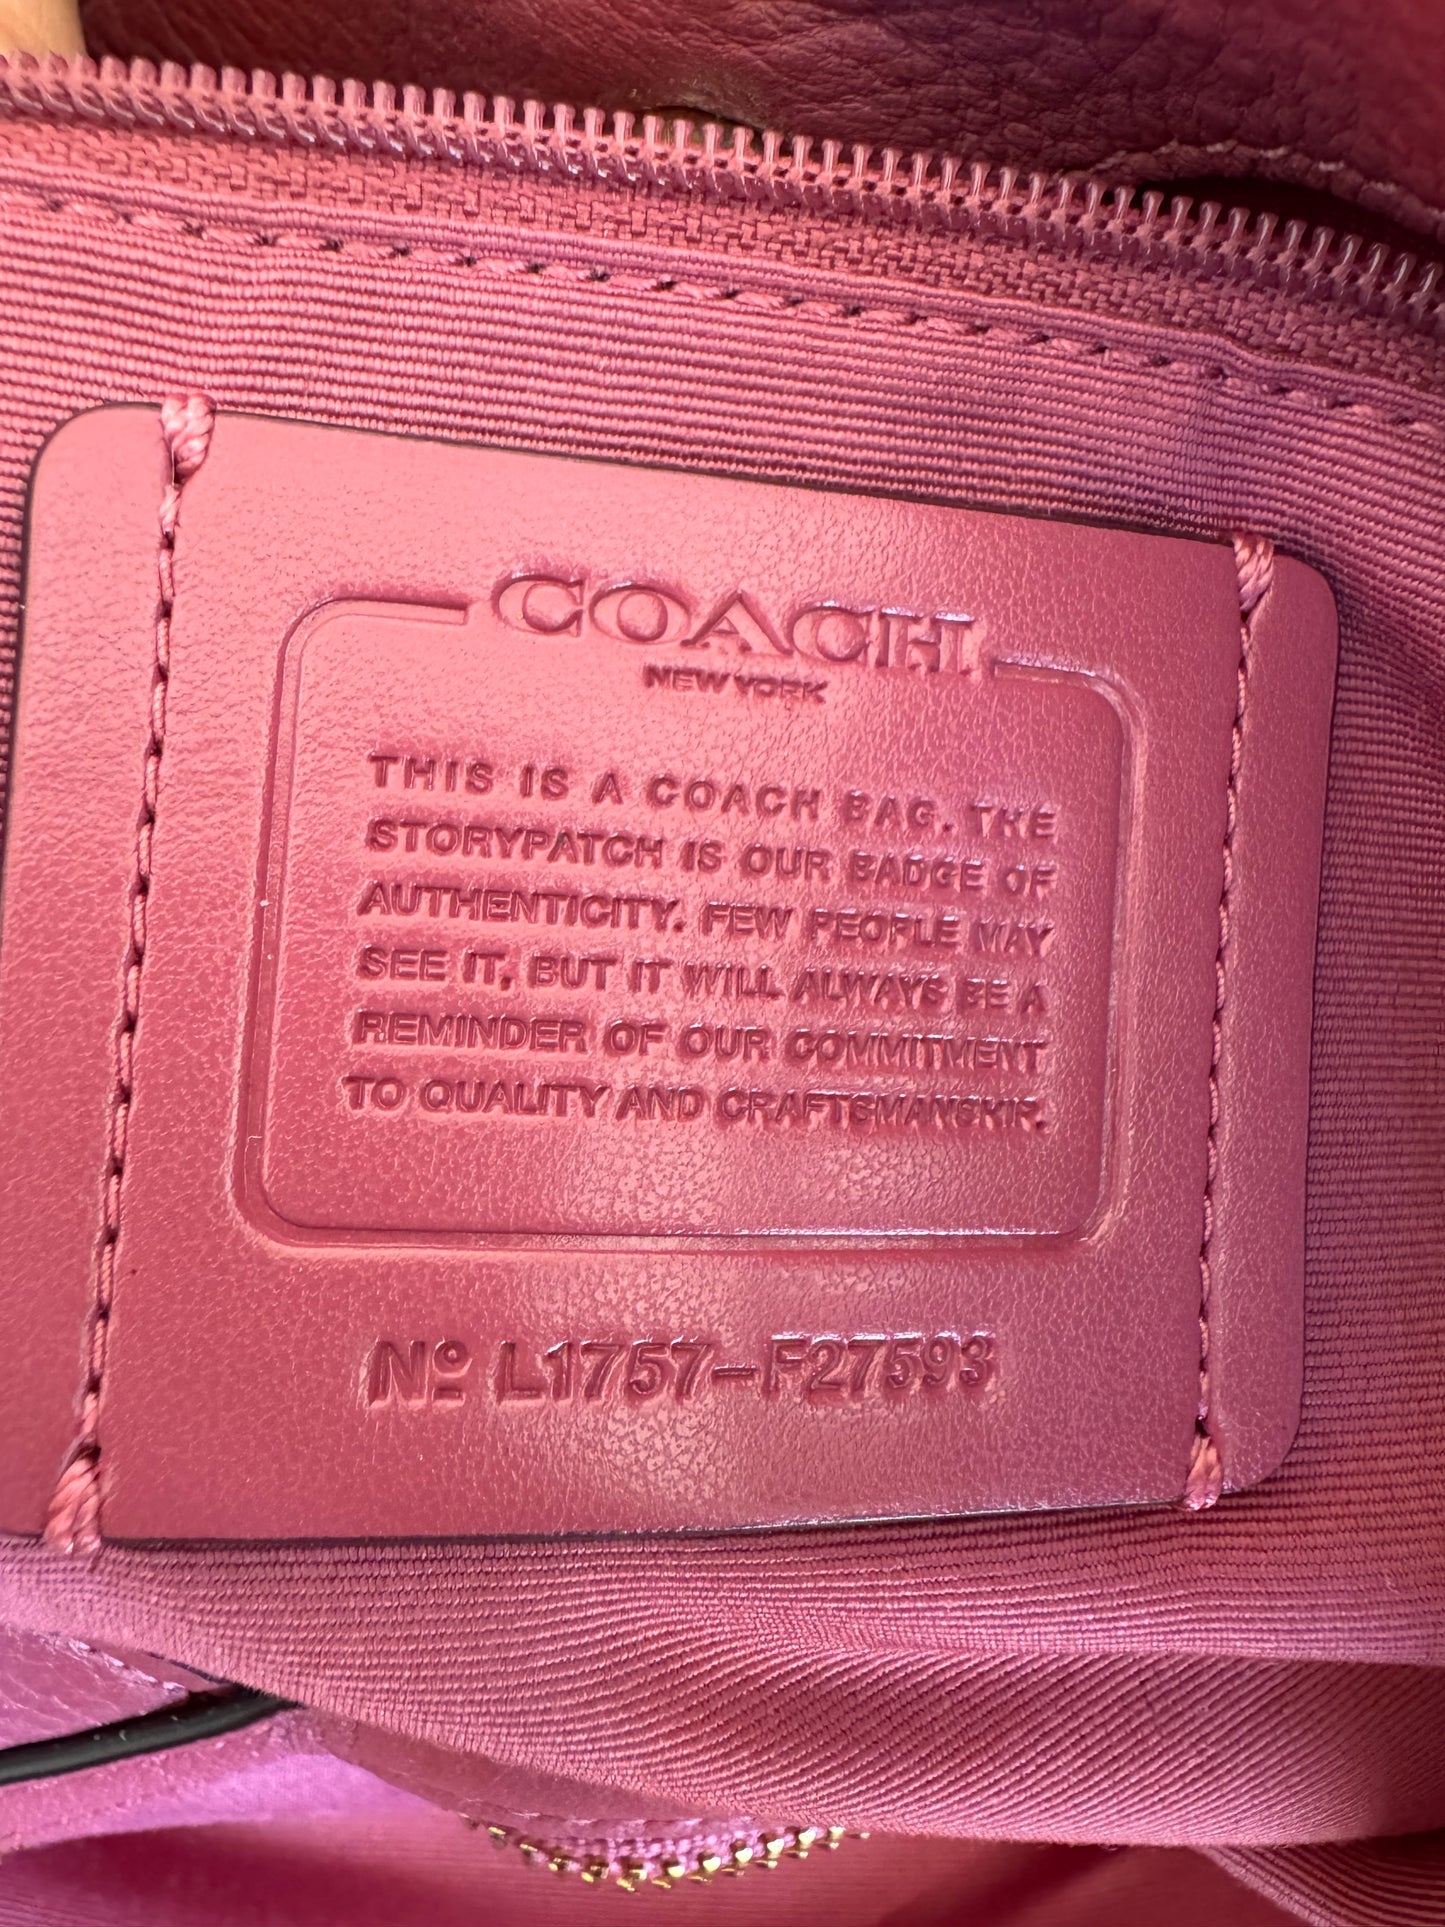 COACH
NEW YORK
THIS IS A COACH BAG. THE
STORYPATCH IS OUR BADGE OF
AUTHENTICITY. FEW PEOPLE MAY
SEE IT, BUT IT WILL ALWAYS BE A
REMINDER OF OUR COMMITMENT
TO QUALITY AND CRAFTSMANSHIP.
Nº L1757-F27593